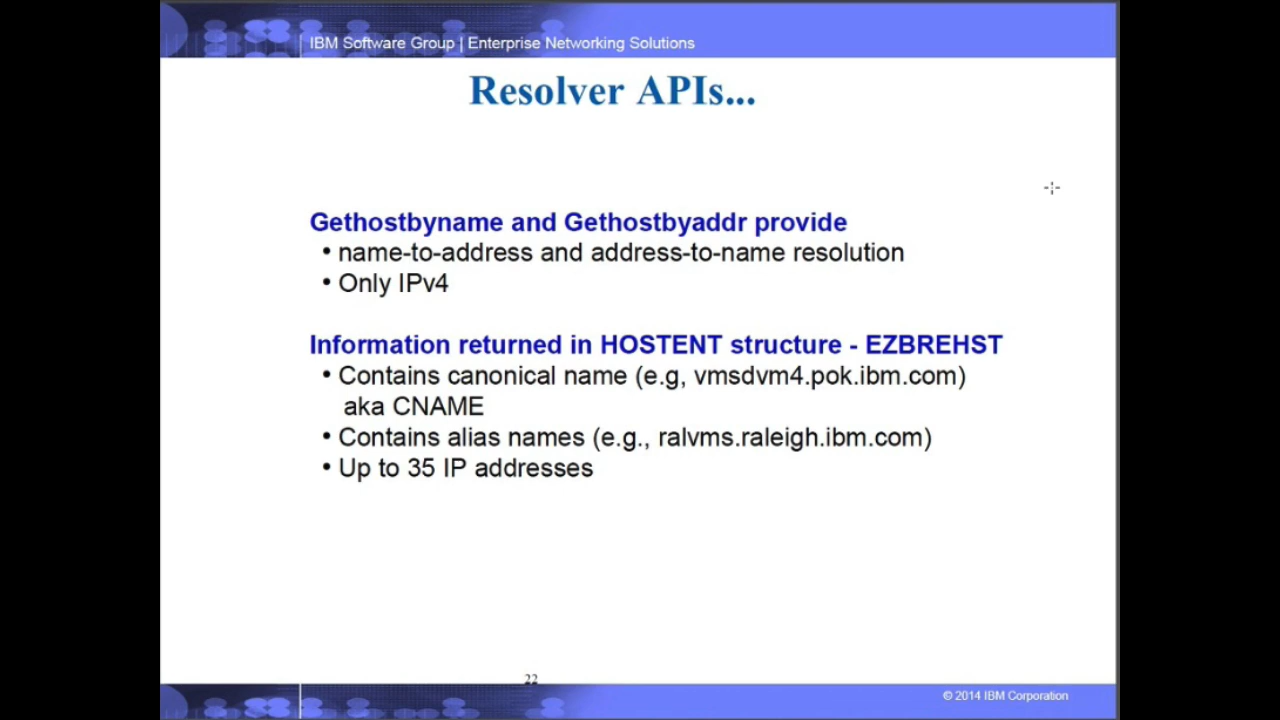 IBM Software Group | Enterprise Networking Solutions
Resolver APIs...
Gethostbyname and Gethostbyaddr provide
• name-to-address and address-to-name resolution
• Only IPv4
Information returned in HOSTENT structure - EZBREHST
• Contains canonical name (e.g, vmsdvm4.pok.ibm.com)
aka CNAME
• Contains alias names (e.g., ralvms.raleigh.ibm.com)
• Up to 35 IP addresses
22
© 2014 IBM Corporation